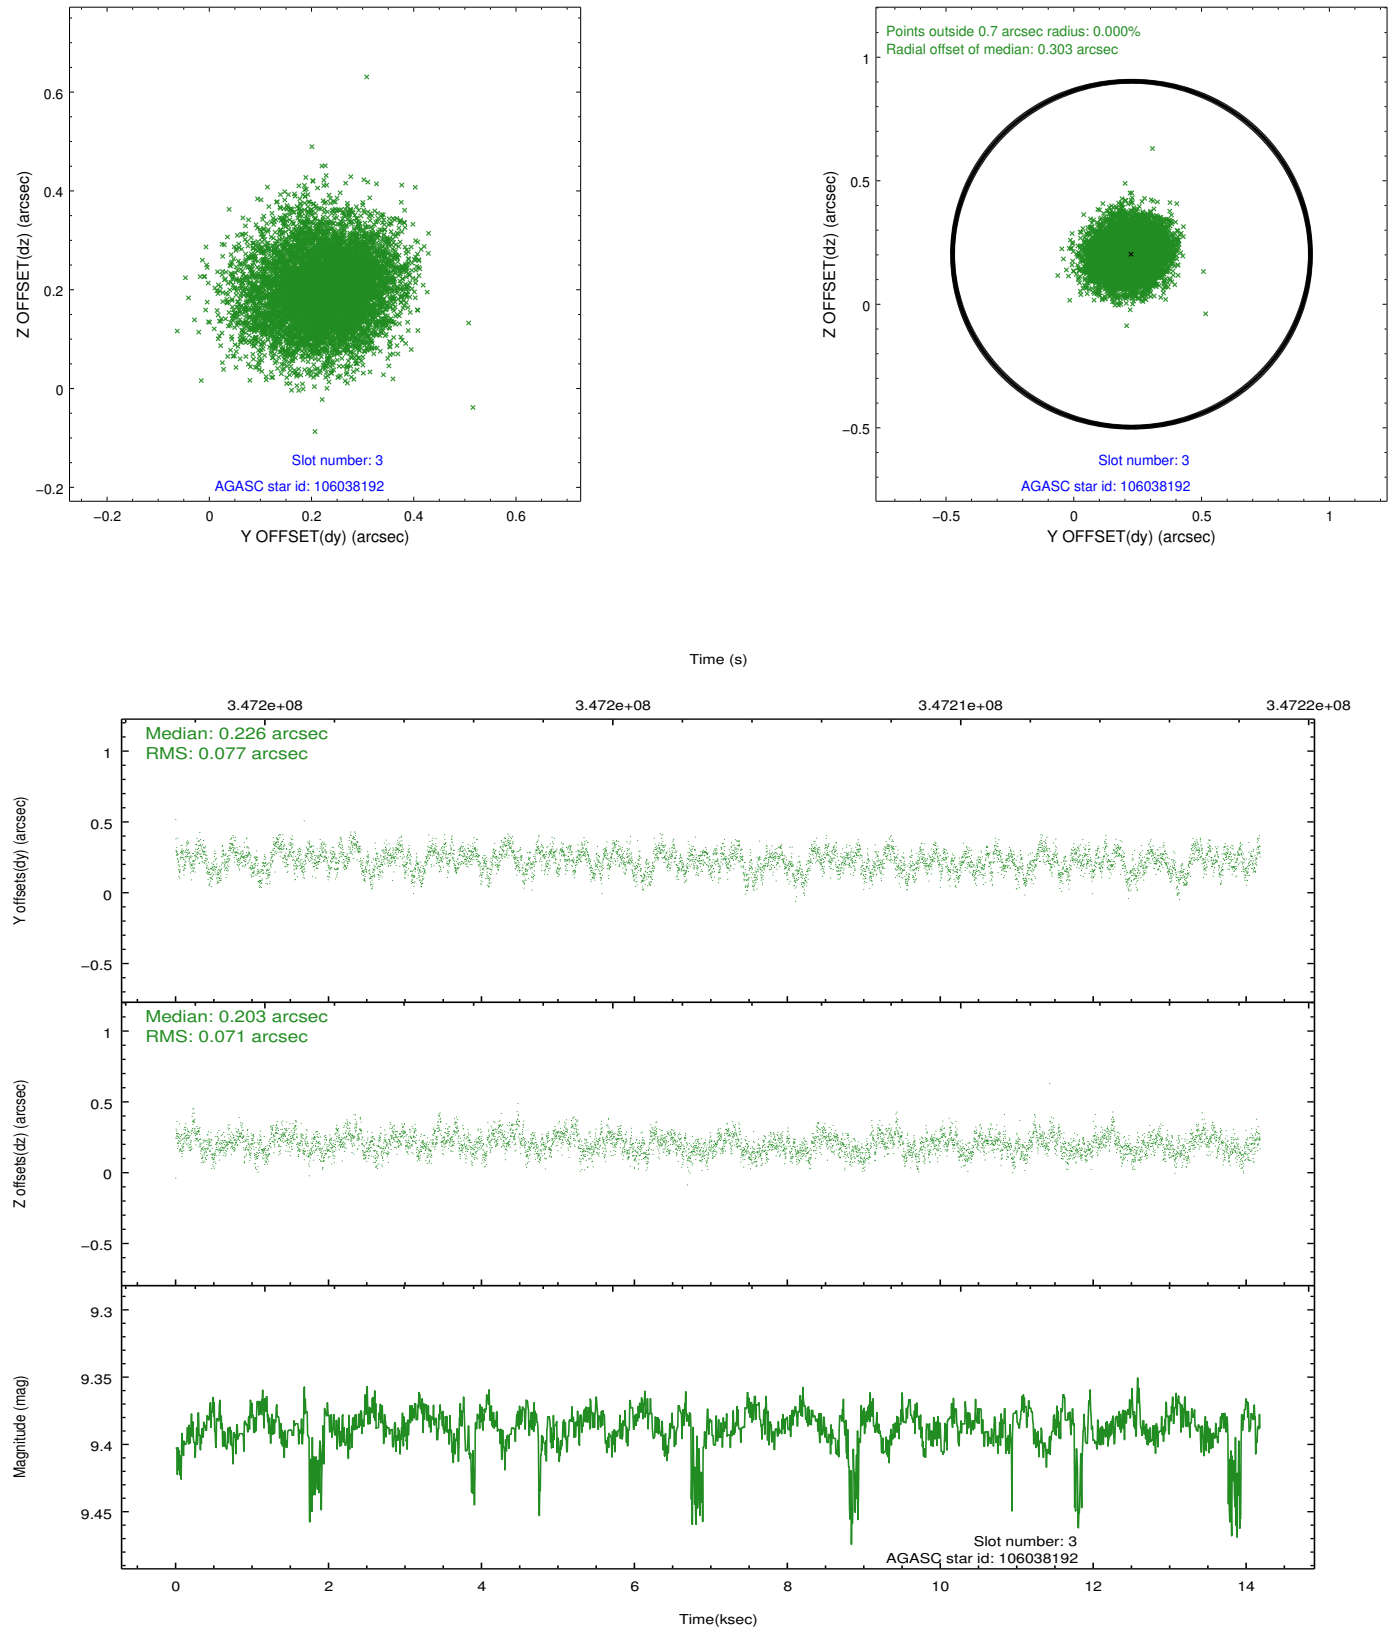 0.6
0.4
0.2
0
−0.2
Z OFFSET(dz) (arcsec)
Slot number: 3
AGASC star id: 106038192
−0.2 0 0.2 0.4 0.6
Y OFFSET(dy) (arcsec)
Points outside 0.7 arcsec radius: 0.000%
Radial offset of median: 0.303 arcsec
1
0.5
0
−0.5
Z OFFSET(dz) (arcsec)
Slot number: 3
AGASC star id: 106038192
−0.5 0 0.5 1
Y OFFSET(dy) (arcsec)
Time (s)
3.472e+08 3.472e+08 3.4721e+08 3.4722e+08
Median: 0.226 arcsec
RMS: 0.077 arcsec
1
0.5
0
−0.5
Y offsets(dy) (arcsec)
Median: 0.203 arcsec
RMS: 0.071 arcsec
1
0.5
0
−0.5
Z offsets(dz) (arcsec)
9.3
9.35
9.4
9.45
Magnitude (mag)
Slot number: 3
AGASC star id: 106038192
0 2 4 6 8 10 12 14
Time(ksec)